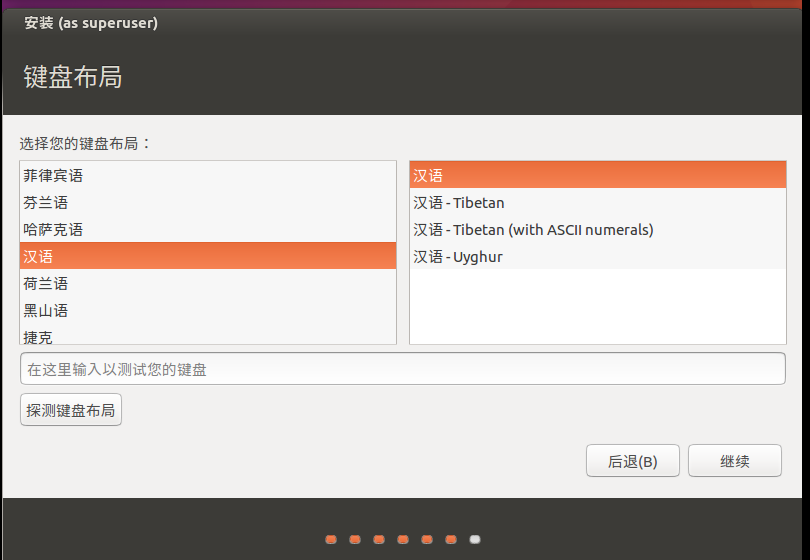 安装 (as superuser)
键盘布局
选择您的键盘布局：
菲律宾语
芬兰语
哈萨克语
汉语
荷兰语
黑山语
捷克
汉语
汉语 - Tibetan
汉语 - Tibetan (with ASCII numerals)
汉语 - Uyghur
在这里输入以测试您的键盘
探测键盘布局
后退(B)
继续